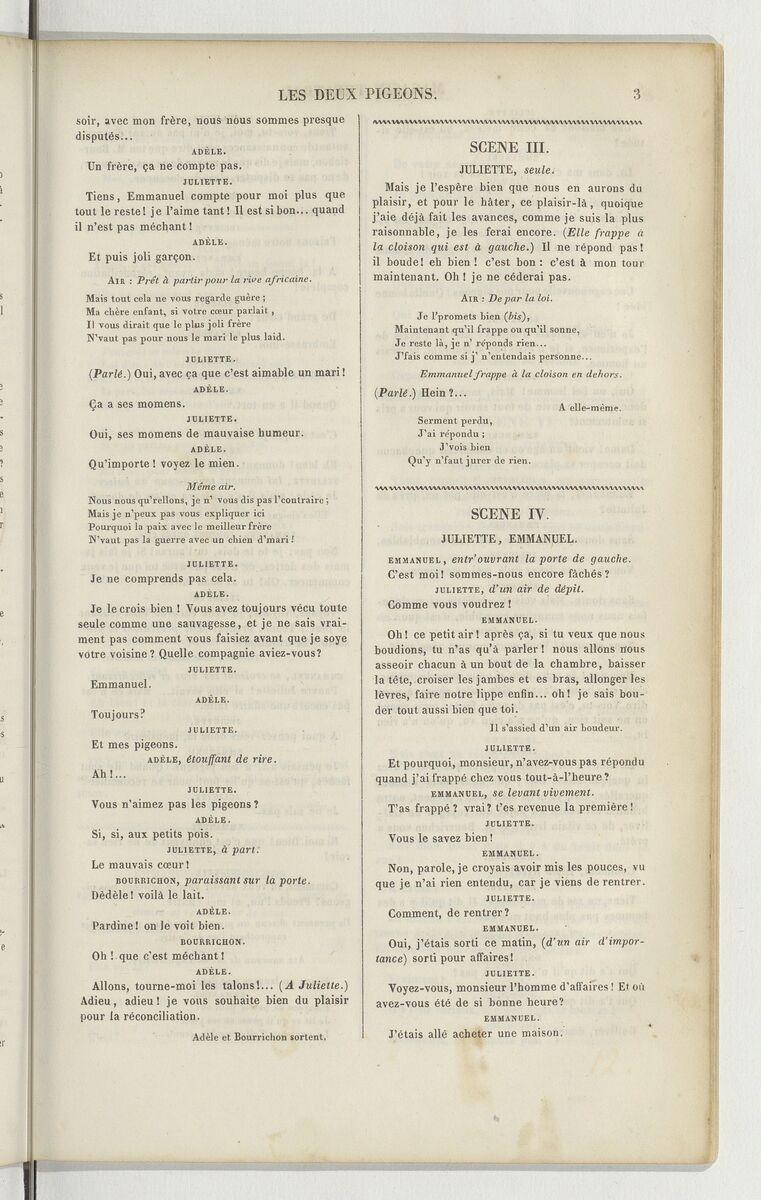 LES DEUX PIGEONS.
3
soir, avec mon frère, nous nous sommes presque
disputés...
ADÈLE.
Un frère, ça ne compte pas.
JULIETTE.
Tiens, Emmanuel compte pour moi plus que
tout le reste! je l'aime tant! Il est si bon... quand
il n'est pas méchant!
ADÈLE.
Et puis joli garçon.
AIR : Prêt à partir pour la rive africaine.
Mais tout cela ne vous regarde guère;
Ma chère enfant, si votre cœur parlait,
Il vous dirait que le plus joli frère
N'vaut pas pour nous le mari le plus laid.
JULIETTE.
(Parlé.) Oui, avec ça que c'est aimable un mari!
ADÈLE.
Ça a ses momens.
JULIETTE.
Oui, ses momens de mauvaise humeur.
ADÈLE.
Qu'importe! voyez le mien.
Même air.
Nous nous qu'rellons, je n' vous dis pas l'contraire;
Mais je n'peux pas vous expliquer ici
Pourquoi la paix avec le meilleur frère
N'vaut pas la guerre avec un chien d'mari!
JULIETTE.
Je ne comprends pas cela.
ADÈLE.
Je le crois bien! Vous avez toujours vécu toute
seule comme une sauvagesse, et je ne sais vrai-
ment pas comment vous faisiez avant que je soye
votre voisine? Quelle compagnie aviez-vous?
JULIETTE.
Emmanuel.
ADÈLE.
Toujours?
JULIETTE.
Et mes pigeons.
ADÈLE, étouffant de rire.
Ah!...
JULIETTE.
Vous n'aimez pas les pigeons?
ADÈLE.
Si, si, aux petits pois.
JULIETTE, à part.
Le mauvais cœur!
BOURRICHON, paraissant sur la porte.
Dèdèle! voilà le lait.
ADÈLE.
Pardine! on le voit bien.
BOURRICHON.
Oh! que c'est méchant!
ADÈLE.
Allons, tourne-moi les talons!... (A Juliette.)
Adieu, adieu! je vous souhaite bien du plaisir
pour la réconciliation.
Adèle et Bourrichon sortent.
SCENE III.
JULIETTE, seule.
Mais je l'espère bien que nous en aurons du
plaisir, et pour le hâter, ce plaisir-là, quoique
j'aie déjà fait les avances, comme je suis la plus
raisonnable, je les ferai encore. (Elle frappe à
la cloison qui est à gauche.) Il ne répond pas!
il boude! eh bien! c'est bon : c'est à mon tour
maintenant. Oh! je ne céderai pas.
AIR : De par la loi.
Je l'promets bien (bis),
Maintenant qu'il frappe ou qu'il sonne,
Je reste là, je n' réponds rien...
J'fais comme si j' n'entendais personne...
Emmanuel frappe à la cloison en dehors.
(Parlé.) Hein?...
A elle-même.
Serment perdu,
J'ai répondu;
J'vois bien
Qu'y n'faut jurer de rien.
SCENE IV.
JULIETTE, EMMANUEL.
EMMANUEL, entr'ouvrant la porte de gauche.
C'est moi! sommes-nous encore fâchés?
JULIETTE, d'un air de dépit.
Comme vous voudrez!
EMMANUEL.
Oh! ce petit air! après ça, si tu veux que nous
boudions, tu n'as qu'à parler! nous allons nous
asseoir chacun à un bout de la chambre, baisser
la tête, croiser les jambes et es bras, allonger les
lèvres, faire notre lippe enfin... oh! je sais bou-
der tout aussi bien que toi.
Il s'assied d'un air boudeur.
JULIETTE.
Et pourquoi, monsieur, n'avez-vous pas répondu
quand j'ai frappé chez vous tout-à-l'heure?
EMMANUEL, se levant vivement.
T'as frappé? vrai? t'es revenue la première!
JULIETTE.
Vous le savez bien!
EMMANUEL.
Non, parole, je croyais avoir mis les pouces, vu
que je n'ai rien entendu, car je viens de rentrer.
JULIETTE.
Comment, de rentrer?
EMMANUEL.
Oui, j'étais sorti ce matin, (d'un air d'impor-
tance) sorti pour affaires!
JULIETTE.
Voyez-vous, monsieur l'homme d'affaires! Et où
avez-vous été de si bonne heure?
EMMANUEL.
J'étais allé acheter une maison.